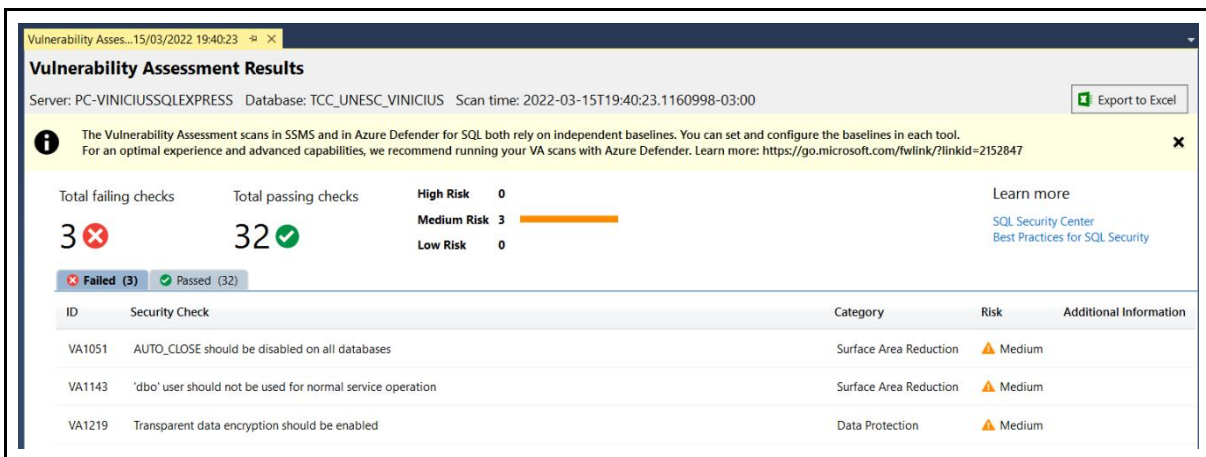 Vulnerability Asses...15/03/2022 19:40:23
Vulnerability Assessment Results
Server: PC-VINICIUSSQLEXPRESS Database: TCC_UNESC_VINICIUS Scan time: 2022-03-15T19:40:23.1160998-03:00
Export to Excel
The Vulnerability Assessment scans in SSMS and in Azure Defender for SQL both rely on independent baselines. You can set and configure the baselines in each tool.
For an optimal experience and advanced capabilities, we recommend running your VA scans with Azure Defender. Learn more: https://go.microsoft.com/fwlink/?linkid=2152847
Total failing checks
3
Total passing checks
32
High Risk 0
Medium Risk 3
Low Risk 0
Learn more
SQL Security Center
Best Practices for SQL Security
Failed (3) Passed (32)
ID Security Check Category Risk Additional Information
VA1051 AUTO_CLOSE should be disabled on all databases Surface Area Reduction Medium
VA1143 'dbo' user should not be used for normal service operation Surface Area Reduction Medium
VA1219 Transparent data encryption should be enabled Data Protection Medium